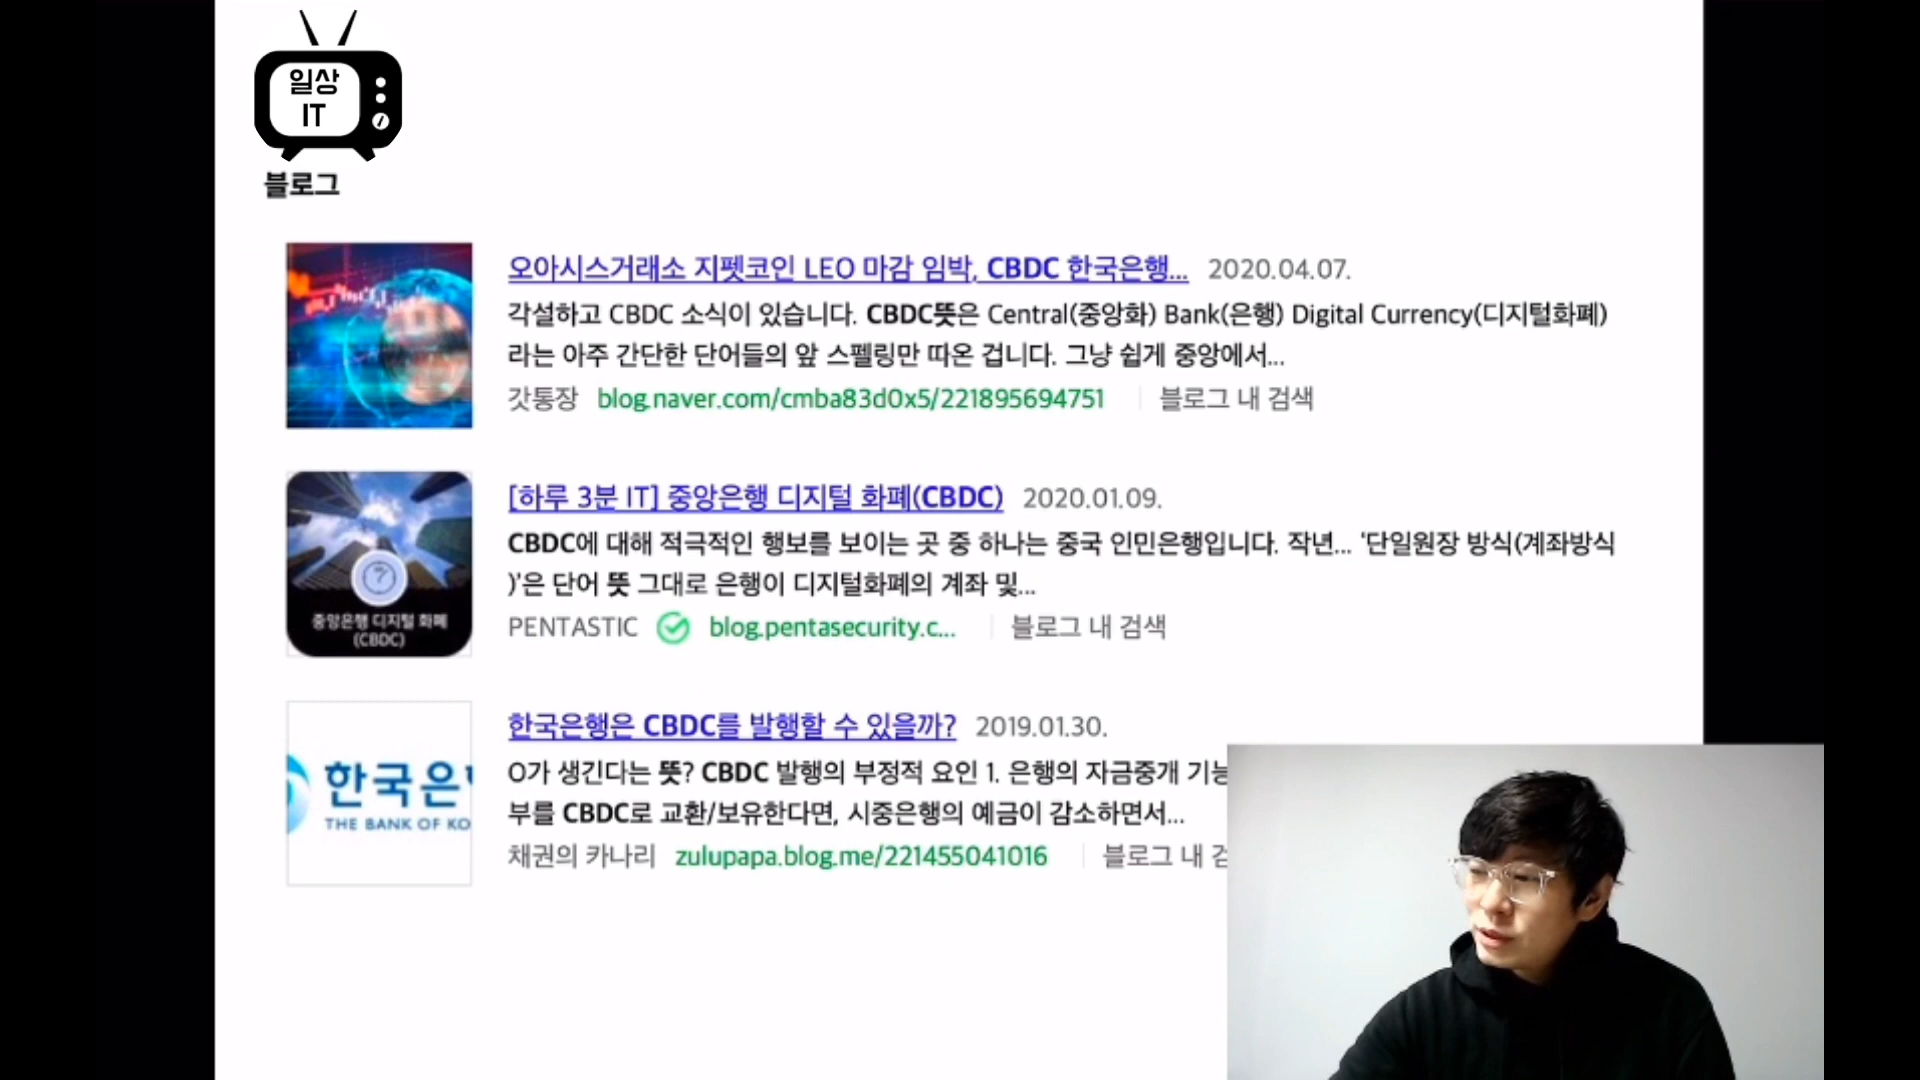 일상
IT
블로그
오아시스거래소 지펫코인 LEO 마감 임박, CBDC 한국은행... 2020.04.07.
각설하고 CBDC 소식이 있습니다. CBDC뜻은 Central(중앙화) Bank(은행) Digital Currency(디지털화폐)
라는 아주 간단한 단어들의 앞 스펠링만 따온 겁니다. 그냥 쉽게 중앙에서...
갓통장 blog.naver.com/cmba83d0x5/221895694751 블로그 내 검색
[하루 3분 IT] 중앙은행 디지털 화폐(CBDC) 2020.01.09.
CBDC에 대해 적극적인 행보를 보이는 곳 중 하나는 중국 인민은행입니다. 작년... '단일원장 방식(계좌방식
)'은 단어 뜻 그대로 은행이 디지털화폐의 계좌 및...
중앙은행 디지털 화폐
(CBDC)
PENTASTIC blog.pentasecurity.c... 블로그 내 검색
한국은행은 CBDC를 발행할 수 있을까? 2019.01.30.
O가 생긴다는 뜻? CBDC 발행의 부정적 요인 1. 은행의 자금중개 기능
부를 CBDC로 교환/보유한다면, 시중은행의 예금이 감소하면서...
한국은
THE BANK OF KO
채권의 카나리 zulupapa.blog.me/221455041016 블로그 내